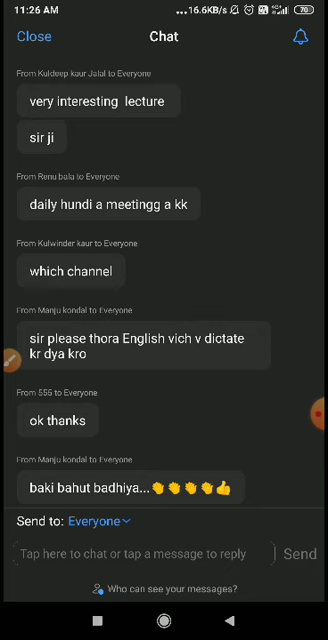 11:26 AM
...16.6KB/s
70
Close
Chat
From Kuldeep kaur Jalal to Everyone
very interesting lecture
sir ji
From Renu bala to Everyone
daily hundi a meetingg a kk
From Kulwinder kaur to Everyone
which channel
From Manju kondal to Everyone
sir please thora English vich v dictate
kr dya kro
From 555 to Everyone
ok thanks
From Manju kondal to Everyone
baki bahut badhiya...👏👏👏👏👍
Send to: Everyone
Tap here to chat or tap a message to reply
Send
Who can see your messages?